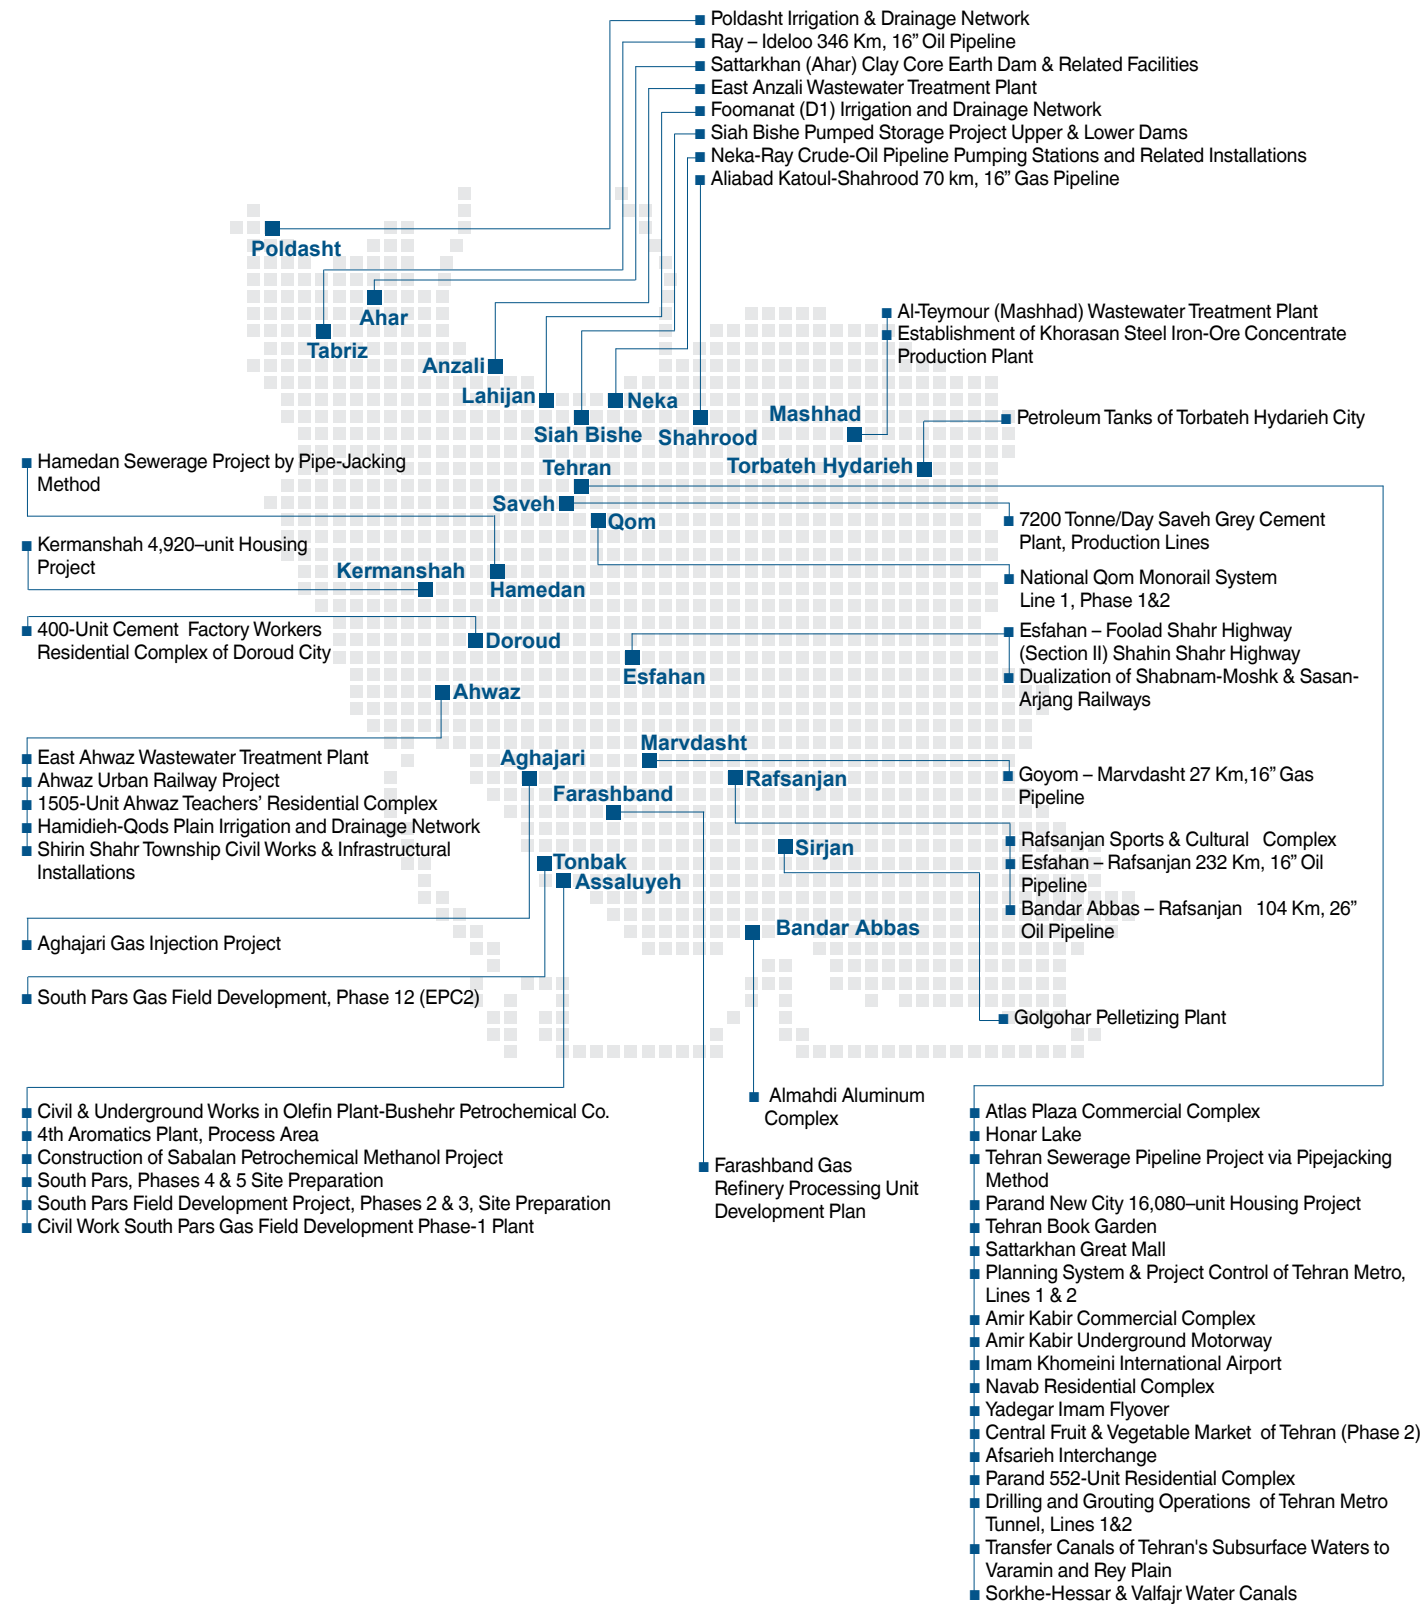 Poldasht Irrigation & Drainage Network
Ray – Ideloo 346 Km, 16” Oil Pipeline
Sattarkhan (Ahar) Clay Core Earth Dam & Related Facilities
East Anzali Wastewater Treatment Plant
Foomanat (D1) Irrigation and Drainage Network
Siah Bishe Pumped Storage Project Upper & Lower Dams
Neka-Ray Crude-Oil Pipeline Pumping Stations and Related Installations
Aliabad Katoul-Shahrood 70 km, 16” Gas Pipeline
Poldasht
Ahar
Tabriz
Anzali
Lahijan
Neka
Siah Bishe
Shahrood
Mashhad
Torbateh Hydarieh
Tehran
Saveh
Qom
Kermanshah
Hamedan
Doroud
Esfahan
Ahwaz
Marvdasht
Aghajari
Rafsanjan
Farashband
Sirjan
Tonbak
Assaluyeh
Bandar Abbas
Al-Teymour (Mashhad) Wastewater Treatment Plant
Establishment of Khorasan Steel Iron-Ore Concentrate
Production Plant
Petroleum Tanks of Torbateh Hydarieh City
7200 Tonne/Day Saveh Grey Cement
Plant, Production Lines
National Qom Monorail System
Line 1, Phase 1&2
Esfahan – Foolad Shahr Highway
(Section II) Shahin Shahr Highway
Dualization of Shabnam-Moshk & Sasan-
Arjang Railways
Goyom – Marvdasht 27 Km,16” Gas
Pipeline
Rafsanjan Sports & Cultural Complex
Esfahan – Rafsanjan 232 Km, 16” Oil
Pipeline
Bandar Abbas – Rafsanjan 104 Km, 26”
Oil Pipeline
Golgohar Pelletizing Plant
Hamedan Sewerage Project by Pipe-Jacking
Method
Kermanshah 4,920–unit Housing
Project
400-Unit Cement Factory Workers
Residential Complex of Doroud City
East Ahwaz Wastewater Treatment Plant
Ahwaz Urban Railway Project
1505-Unit Ahwaz Teachers’ Residential Complex
Hamidieh-Qods Plain Irrigation and Drainage Network
Shirin Shahr Township Civil Works & Infrastructural
Installations
Aghajari Gas Injection Project
South Pars Gas Field Development, Phase 12 (EPC2)
Civil & Underground Works in Olefin Plant-Bushehr Petrochemical Co.
4th Aromatics Plant, Process Area
Construction of Sabalan Petrochemical Methanol Project
South Pars, Phases 4 & 5 Site Preparation
South Pars Field Development Project, Phases 2 & 3, Site Preparation
Civil Work South Pars Gas Field Development Phase-1 Plant
Almahdi Aluminum
Complex
Farashband Gas
Refinery Processing Unit
Development Plan
Atlas Plaza Commercial Complex
Honar Lake
Tehran Sewerage Pipeline Project via Pipejacking
Method
Parand New City 16,080–unit Housing Project
Tehran Book Garden
Sattarkhan Great Mall
Planning System & Project Control of Tehran Metro,
Lines 1 & 2
Amir Kabir Commercial Complex
Amir Kabir Underground Motorway
Imam Khomeini International Airport
Navab Residential Complex
Yadegar Imam Flyover
Central Fruit & Vegetable Market of Tehran (Phase 2)
Afsarieh Interchange
Parand 552-Unit Residential Complex
Drilling and Grouting Operations of Tehran Metro
Tunnel, Lines 1&2
Transfer Canals of Tehran's Subsurface Waters to
Varamin and Rey Plain
Sorkhe-Hessar & Valfajr Water Canals